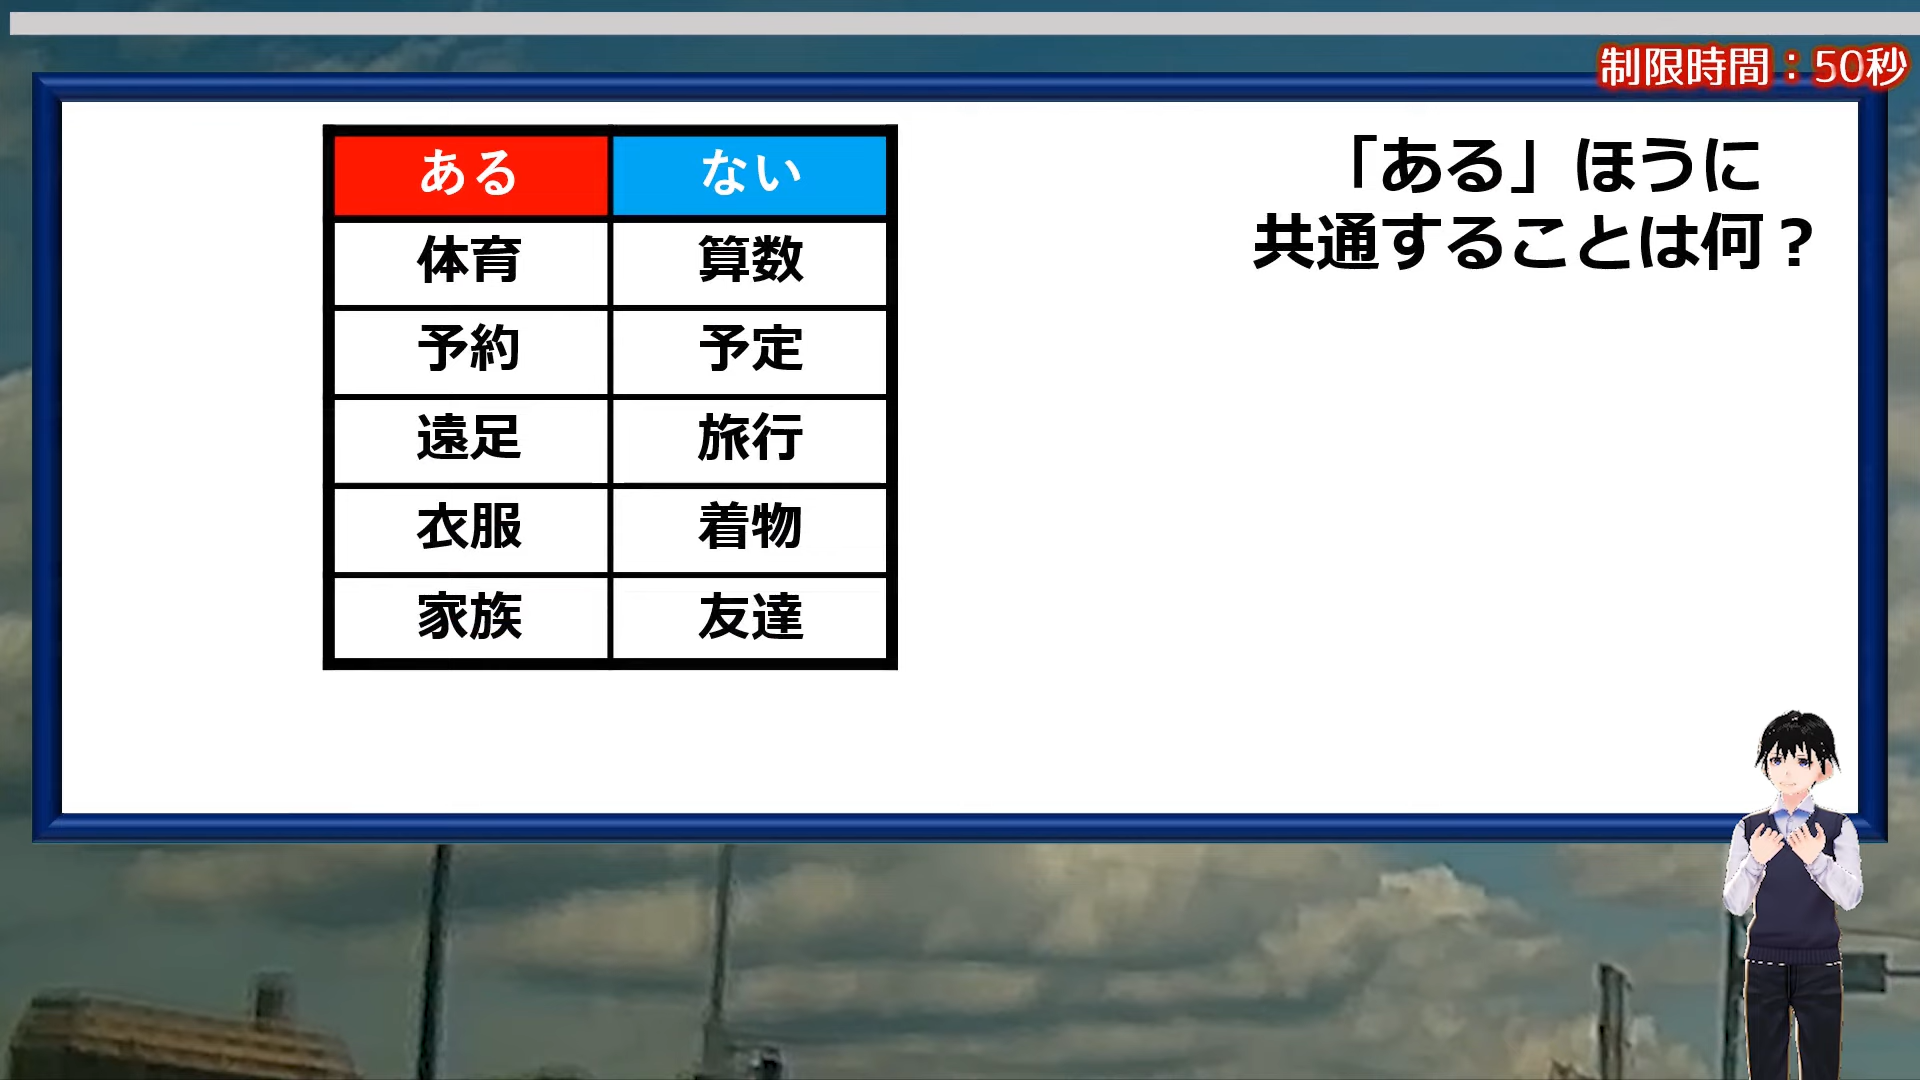 制限時間：50秒
「ある」ほうに
共通することは何？
ある ない
体育 算数
予約 予定
遠足 旅行
衣服 着物
家族 友達